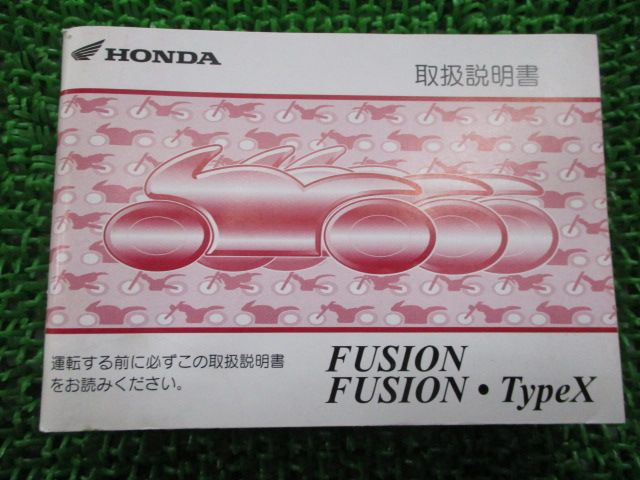 HONDA
取扱説明書
運転する前に必ずこの取扱説明書
をお読みください。
FUSION
FUSION・TypeX